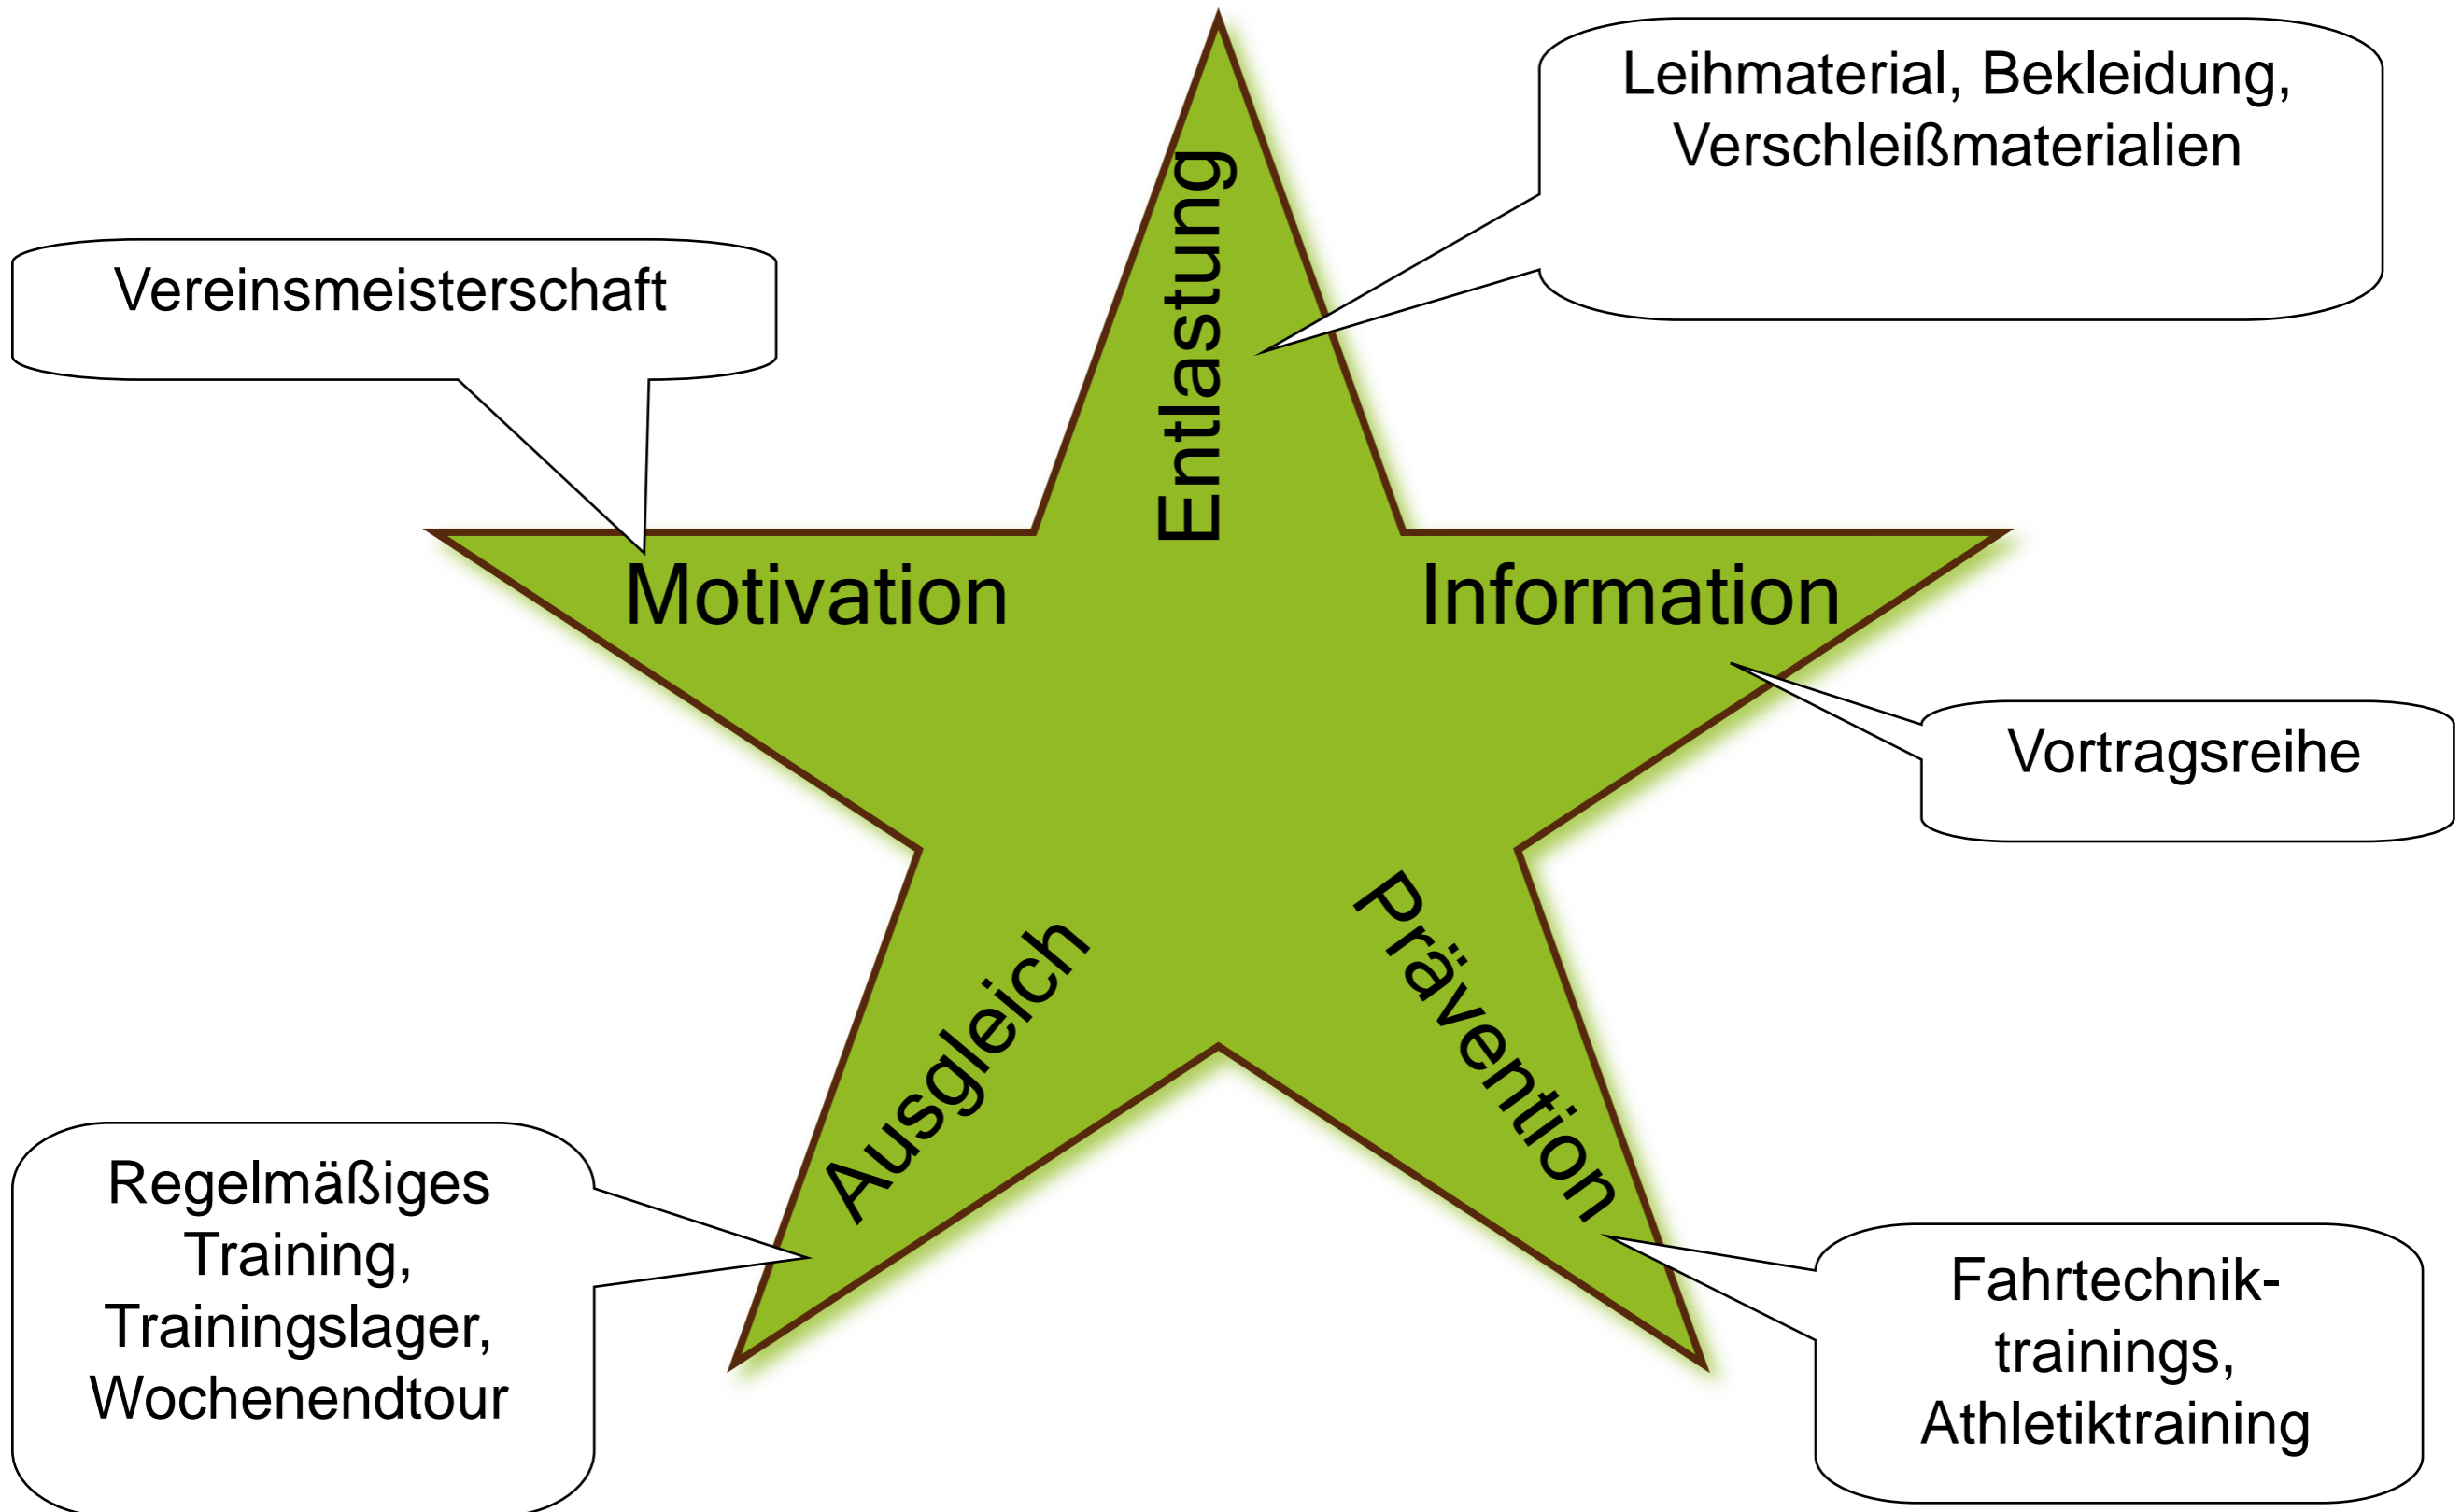 Leihmaterial, Bekleidung,
Verschleißmaterialien
Entlastung
Vereinsmeisterschaft
Motivation
Information
Vortragsreihe
Ausgleich
Prävention
Regelmäßiges
Training,
Trainingslager,
Wochenendtour
Fahrtechnik-
trainings,
Athletiktraining